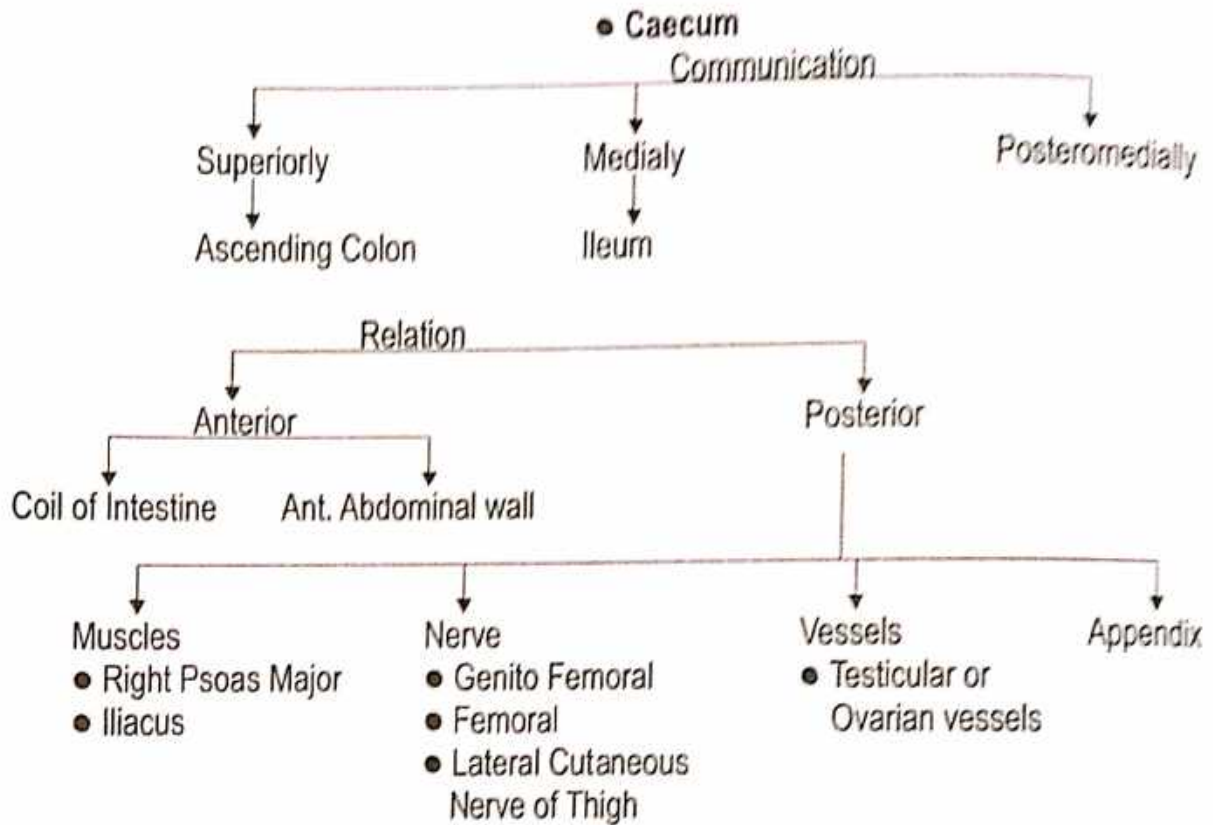 ● Caecum
Communication
Superiorly
Medialy
Posteromedially
Ascending Colon
Ileum
Relation
Anterior
Posterior
Coil of Intestine
Ant. Abdominal wall
Muscles
● Right Psoas Major
● Iliacus
Nerve
● Genito Femoral
● Femoral
● Lateral Cutaneous
Nerve of Thigh
Vessels
● Testicular or
Ovarian vessels
Appendix